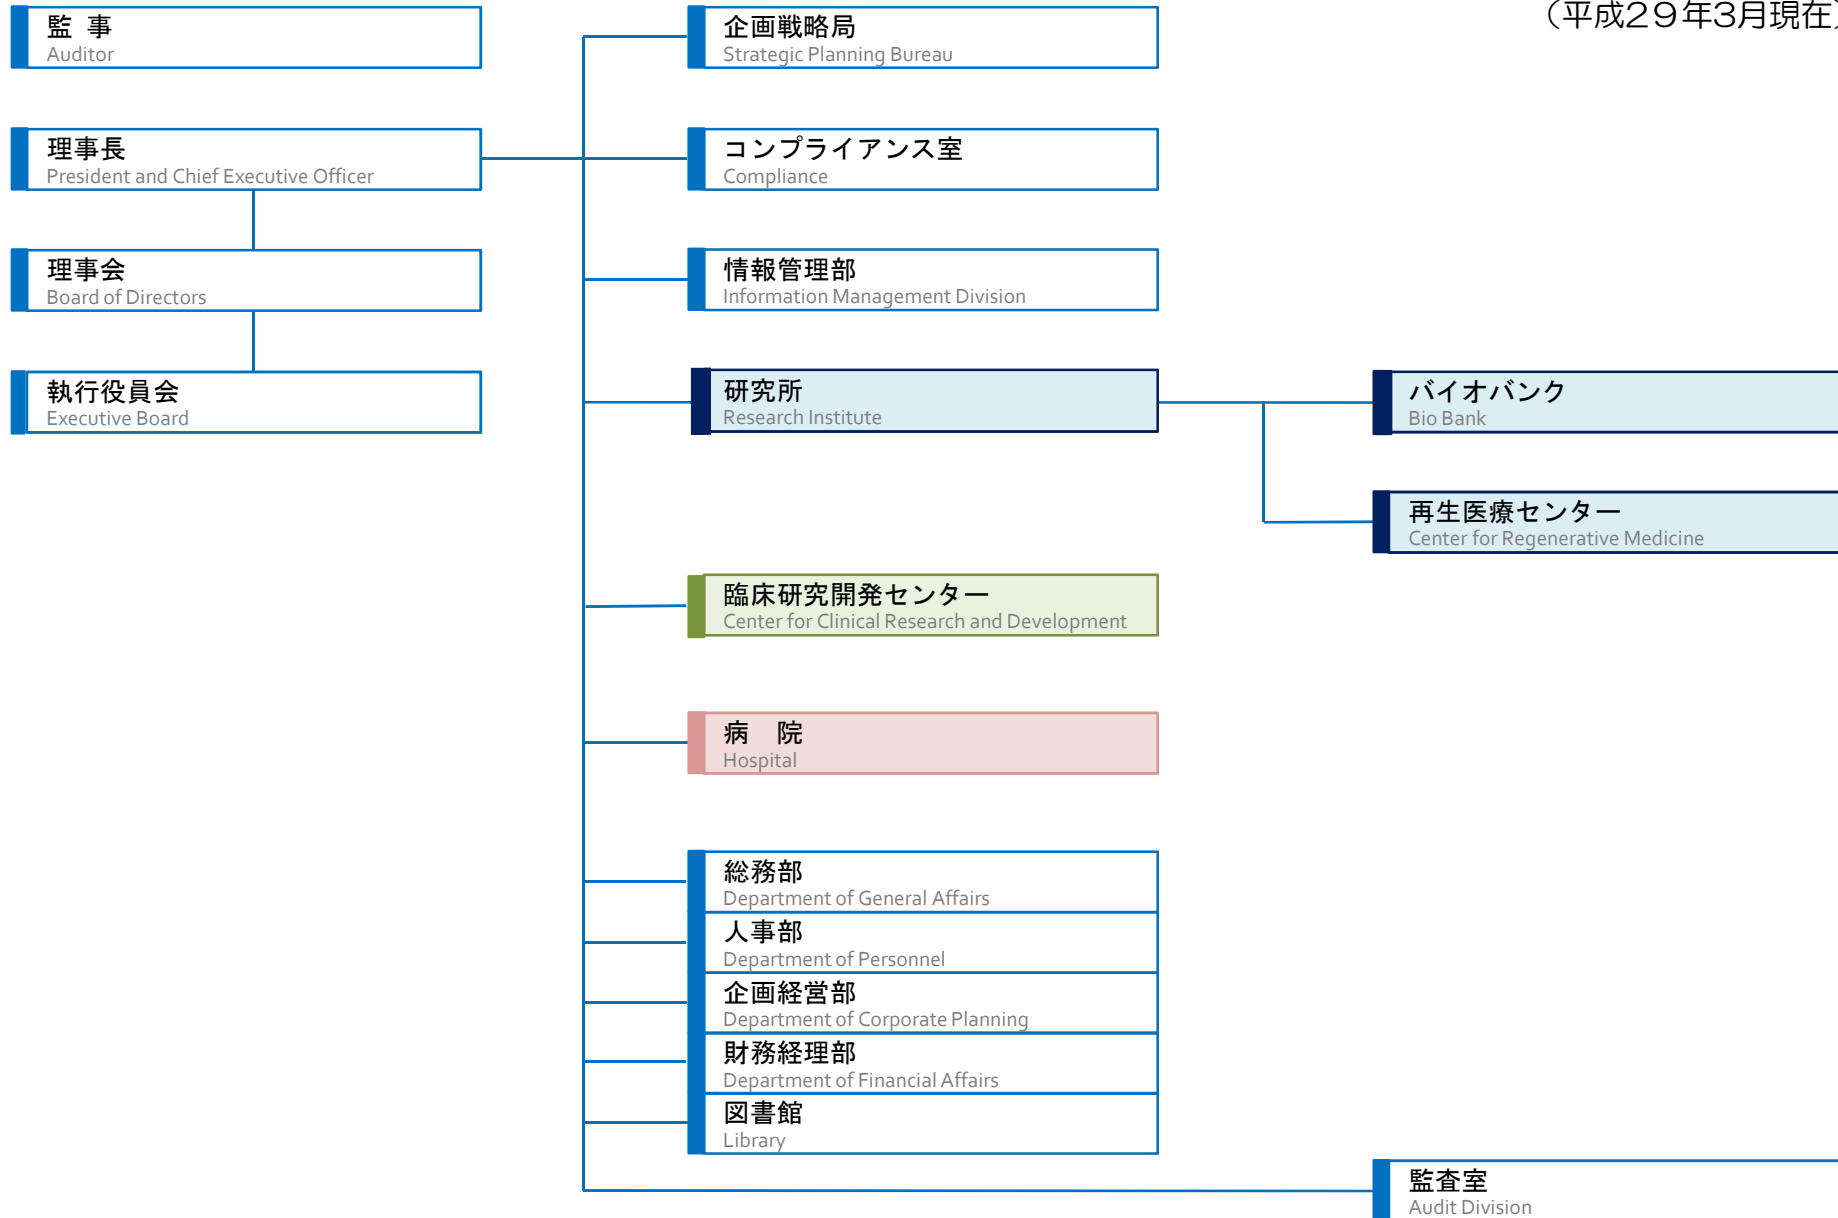 （平成２９年3月現在）
監 事
Auditor
理事長
President and Chief Executive Officer
理事会
Board of Directors
執行役員会
Executive Board
企画戦略局
Strategic Planning Bureau
コンプライアンス室
Compliance
情報管理部
Information Management Division
研究所
Research Institute
バイオバンク
Bio Bank
再生医療センター
Center for Regenerative Medicine
臨床研究開発センター
Center for Clinical Research and Development
病　院
Hospital
総務部
Department of General Affairs
人事部
Department of Personnel
企画経営部
Department of Corporate Planning
財務経理部
Department of Financial Affairs
図書館
Library
監査室
Audit Division